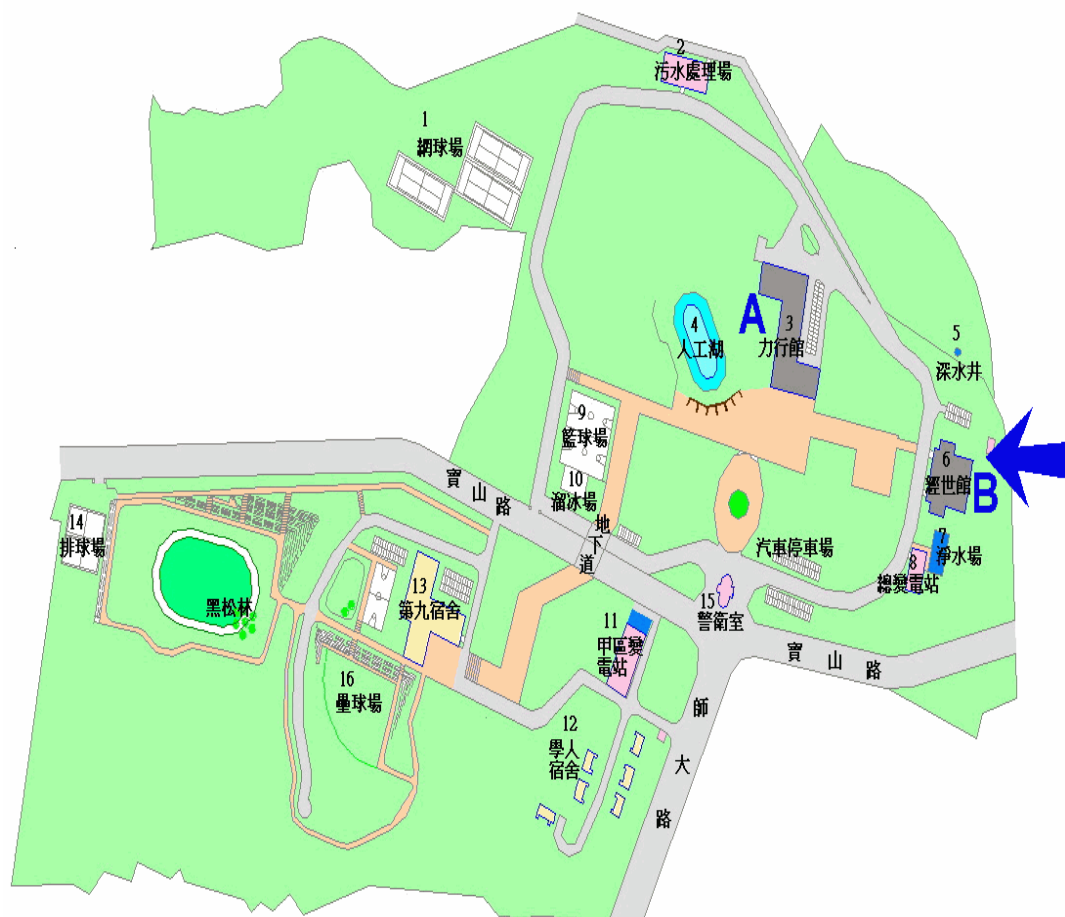 2
污水處理場
1
網球場
A
3
力行館
4
人工湖
5
深水井
6
經世館
B
7
淨水場
8
總變電站
9
籃球場
10
溜冰場
寶山路
地下道
汽車停車場
14
排球場
黑松林
13
第九宿舍
15
警衛室
11
甲區變
電站
寶山路
16
壘球場
12
學人
宿舍
師大路